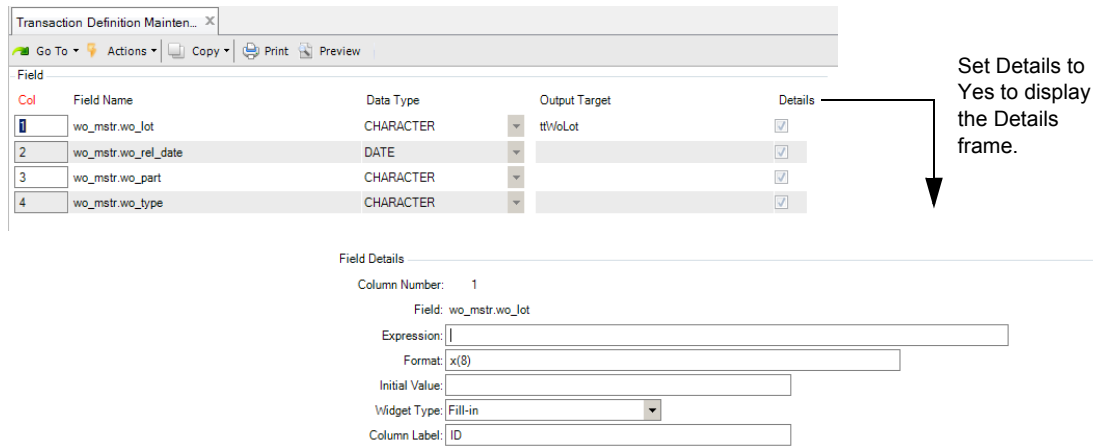 Transaction Definition Mainten... X
Go To Actions Copy Print Preview
Field
Col Field Name Data Type Output Target Details
1 wo_mstr.wo_lot CHARACTER ttWoLot
2 wo_mstr.wo_rel_date DATE
3 wo_mstr.wo_part CHARACTER
4 wo_mstr.wo_type CHARACTER
Set Details to
Yes to display
the Details
frame.
Field Details
Column Number: 1
Field: wo_mstr.wo_lot
Expression:
Format: x(8)
Initial Value:
Widget Type: Fill-in
Column Label: ID